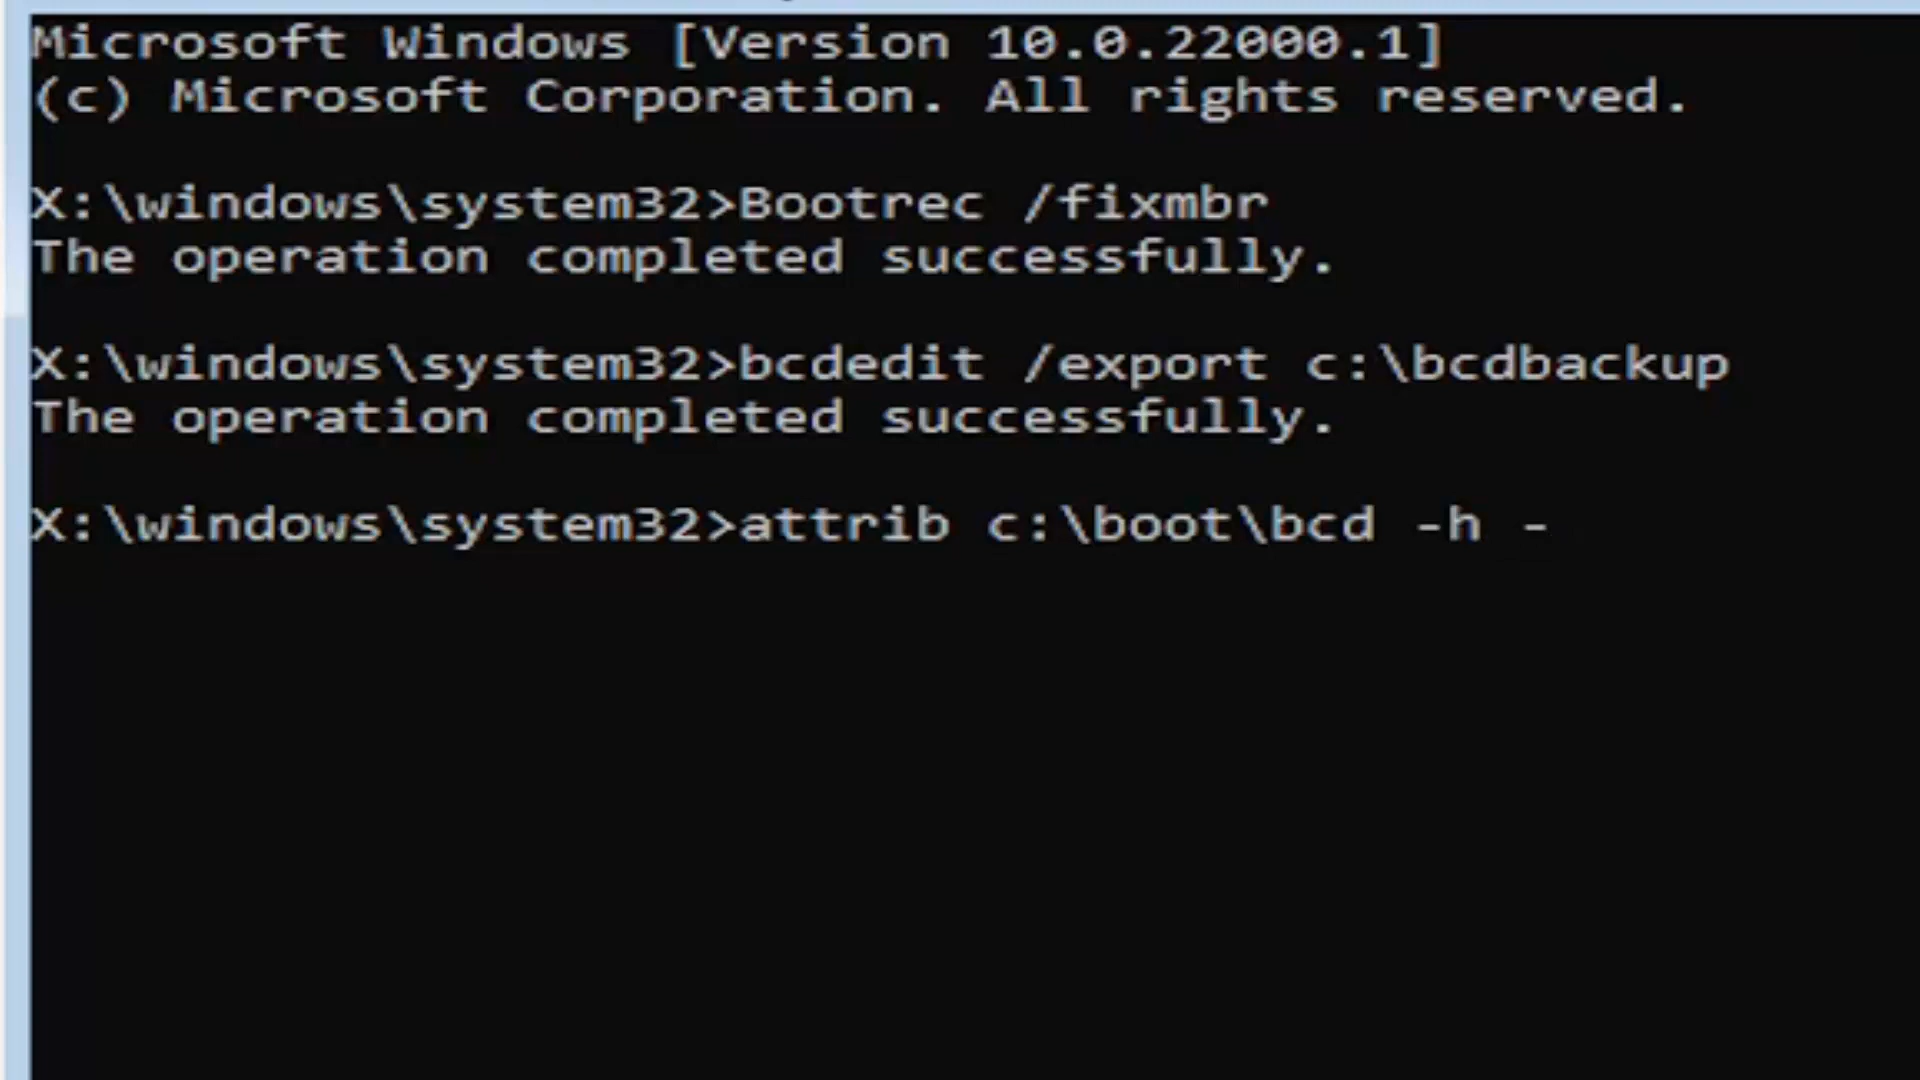 Microsoft Windows [Version 10.0.22000.1]
(c) Microsoft Corporation. All rights reserved.
X:\windows\system32>Bootrec /fixmbr
The operation completed successfully.
X:\windows\system32>bcdedit /export c:\bcdbackup
The operation completed successfully.
X:\windows\system32>attrib c:\boot\bcd -h -